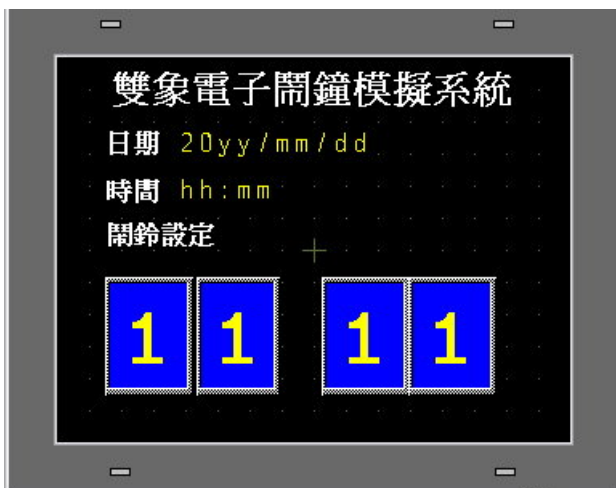 雙象電子鬧鐘模擬系統
日期 20yy/mm/dd
時間 hh:mm
鬧鈴設定
1 1 1 1